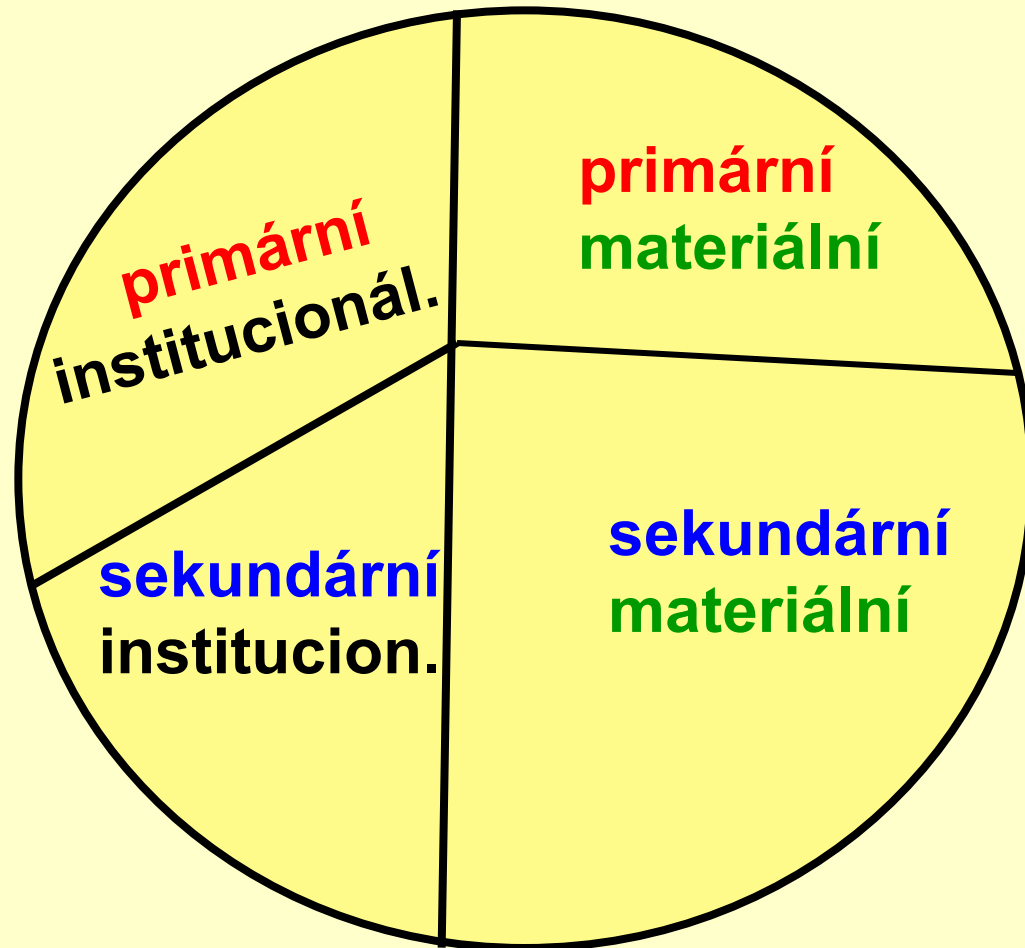 primární
institucionál.
primární
materiální
sekundární
institucion.
sekundární
materiální